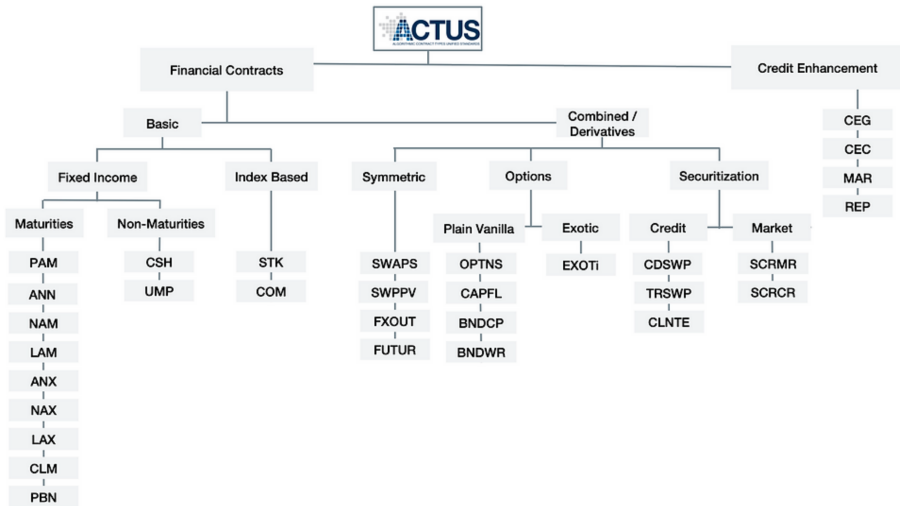 ACTUS
ALGORITHMIC CONTRACT TYPES UNIFIED STANDARDS
Financial Contracts
Credit Enhancement
Basic
Combined /
Derivatives
CEG
CEC
MAR
REP
Fixed Income
Index Based
Symmetric
Options
Securitization
Maturities
Non-Maturities
Plain Vanilla
Exotic
Credit
Market
PAM
ANN
NAM
LAM
ANX
NAX
LAX
CLM
PBN
CSH
UMP
STK
COM
SWAPS
SWPPV
FXOUT
FUTUR
OPTNS
CAPFL
BNDCP
BNDWR
EXOTi
CDSWP
TRSWP
CLNTE
SCRMR
SCRCR